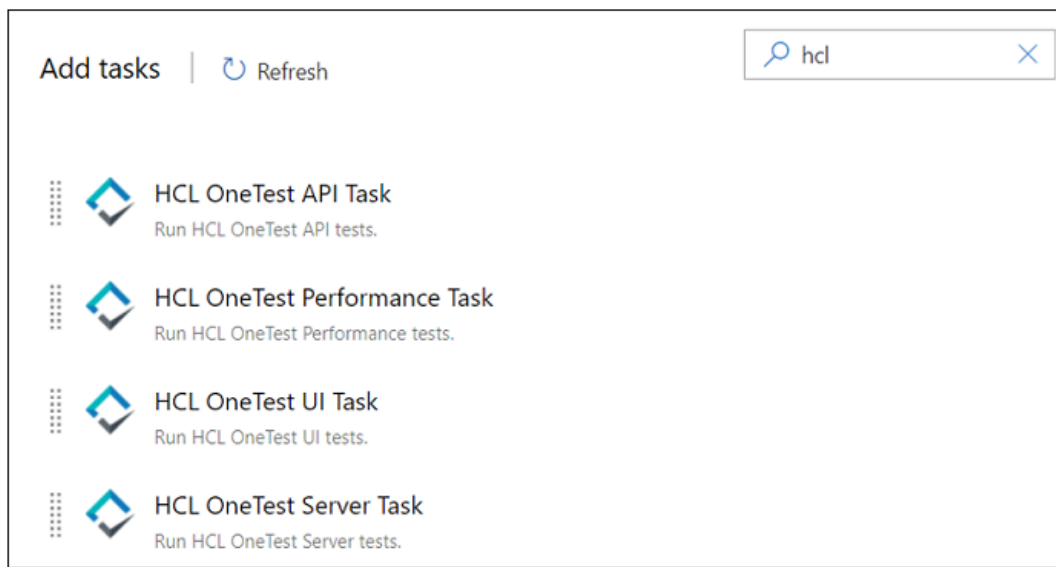 Add tasks
Refresh
hcl
HCL OneTest API Task
Run HCL OneTest API tests.
HCL OneTest Performance Task
Run HCL OneTest Performance tests.
HCL OneTest UI Task
Run HCL OneTest UI tests.
HCL OneTest Server Task
Run HCL OneTest Server tests.